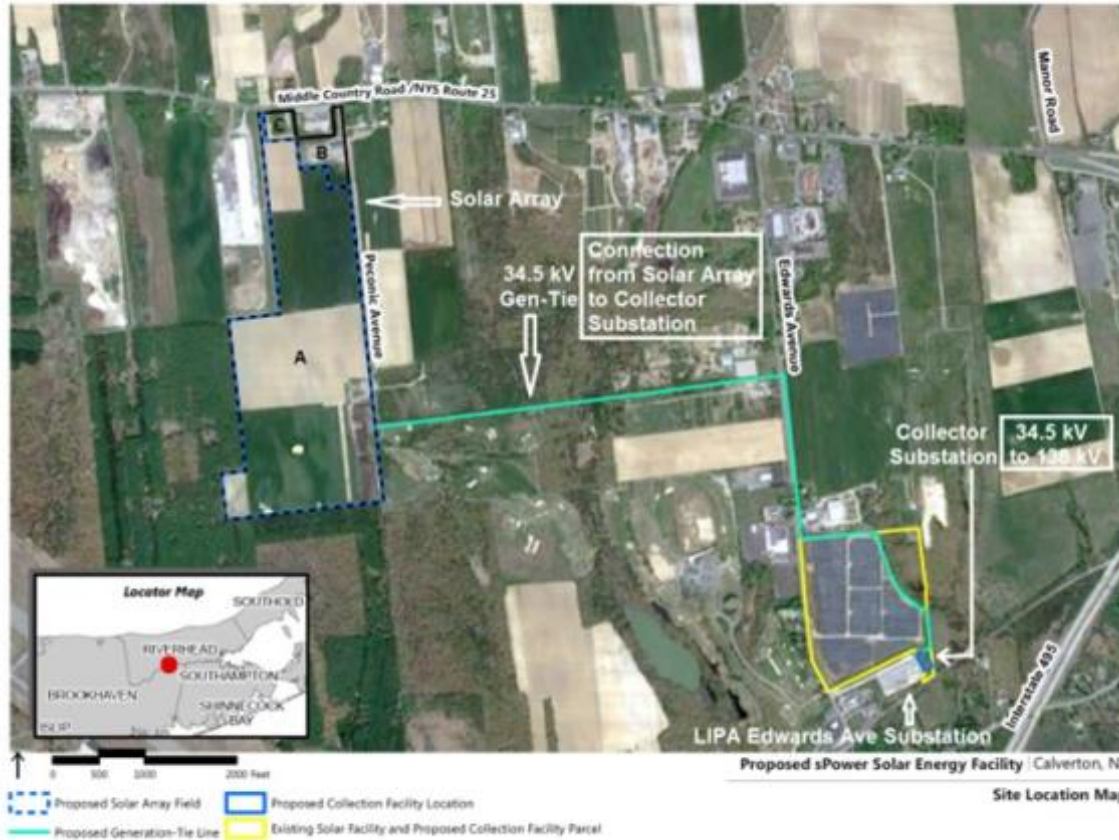 Middle Country Road /NYS Route 25
Manor Road
C
B
Solar Array
Peconic Avenue
34.5 kV
Gen-Tie
Connection
from Solar Array
to Collector
Substation
Edwards Avenue
A
Collector
Substation
34.5 kV
to 138 kV
Locator Map
SOUTHOLD
RIVERHEAD
SOUTHAMPTON
BROOKHAVEN
SHINNECOCK
BAY
ISLIP
Interstate 495
LIPA Edwards Ave Substation
Proposed sPower Solar Energy Facility Calverton, N
Site Location Map
0 500 1000 2000 Feet
Proposed Solar Array Field
Proposed Collection Facility Location
Proposed Generation-Tie Line
Existing Solar Facility and Proposed Collection Facility Parcel